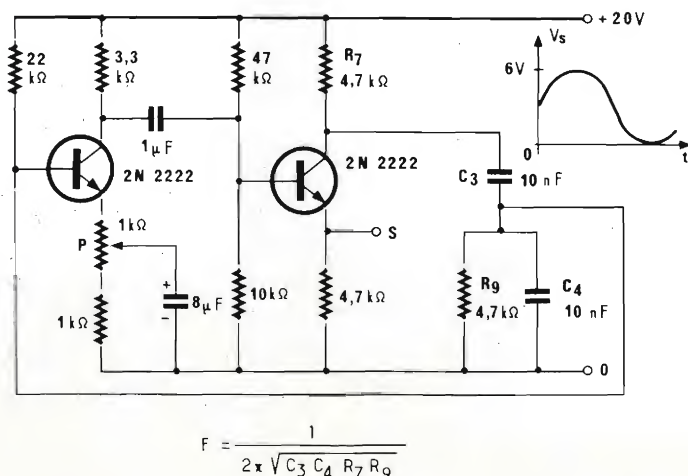 + 20V
22
kΩ
3,3
kΩ
47
kΩ
R7
4,7 kΩ
Vs
6V
0
t
1µF
2N 2222
2N 2222
C3
10 nF
1kΩ
P
S
+
8µF
-
1kΩ
10kΩ
4,7kΩ
R9
4,7kΩ
C4
10 nF
0
F = 1
2π √C3 C4 R7 R9